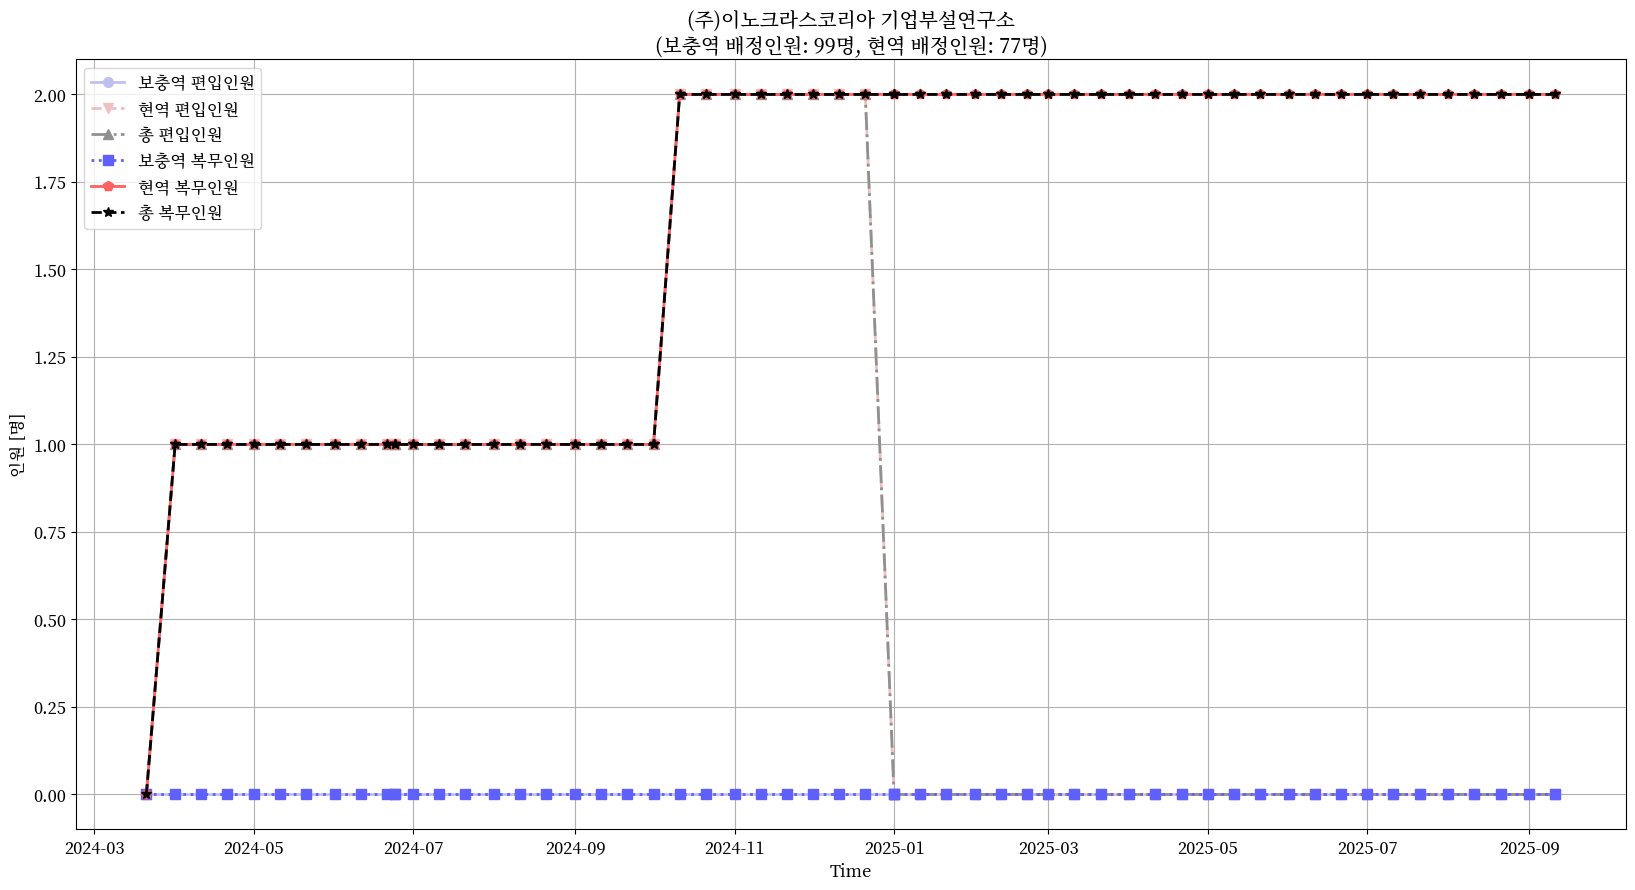 (주)이노크라스코리아 기업부설연구소
(보충역 배정인원: 99명, 현역 배정인원: 77명)
보충역 편입인원
현역 편입인원
총 편입인원
보충역 복무인원
현역 복무인원
총 복무인원
2.00
1.75
1.50
1.25
1.00
0.75
0.50
0.25
0.00
인원 [명]
2024-03 2024-05 2024-07 2024-09 2024-11 2025-01 2025-03 2025-05 2025-07 2025-09
Time